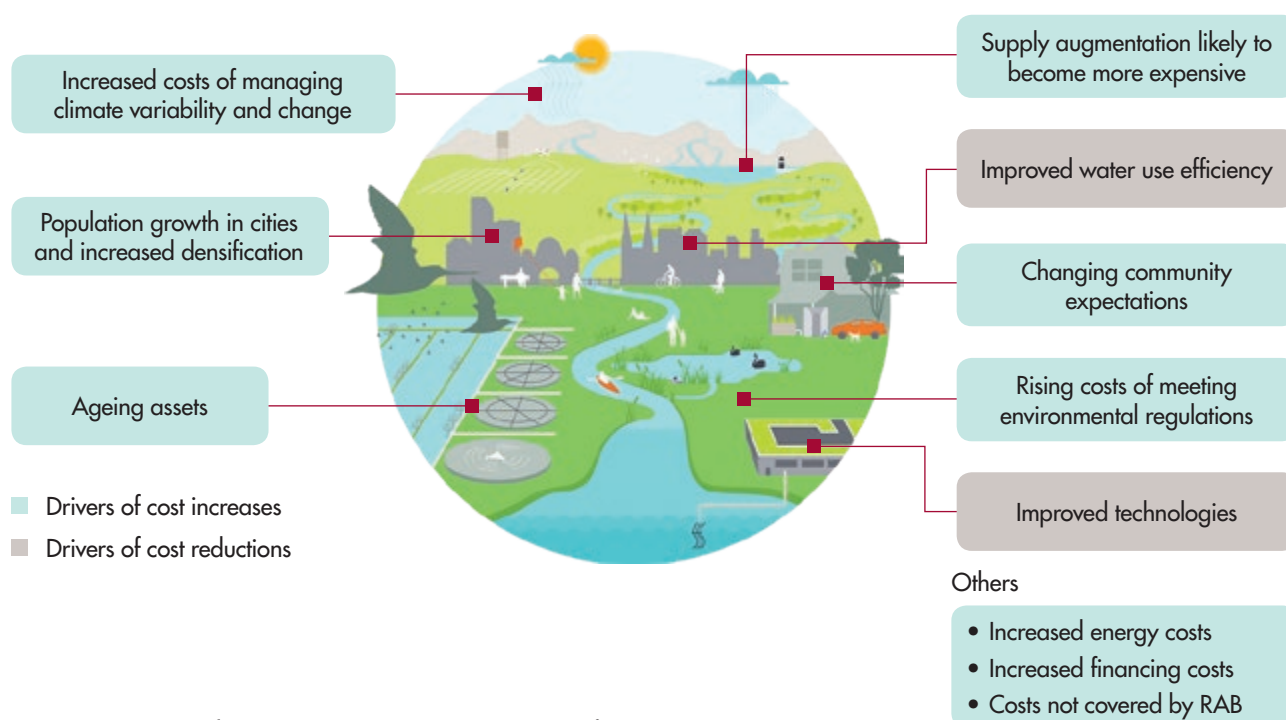 Increased costs of managing
climate variability and change
Population growth in cities
and increased densification
Ageing assets
Drivers of cost increases
Drivers of cost reductions
Supply augmentation likely to
become more expensive
Improved water use efficiency
Changing community
expectations
Rising costs of meeting
environmental regulations
Improved technologies
Others
• Increased energy costs
• Increased financing costs
• Costs not covered by RAB